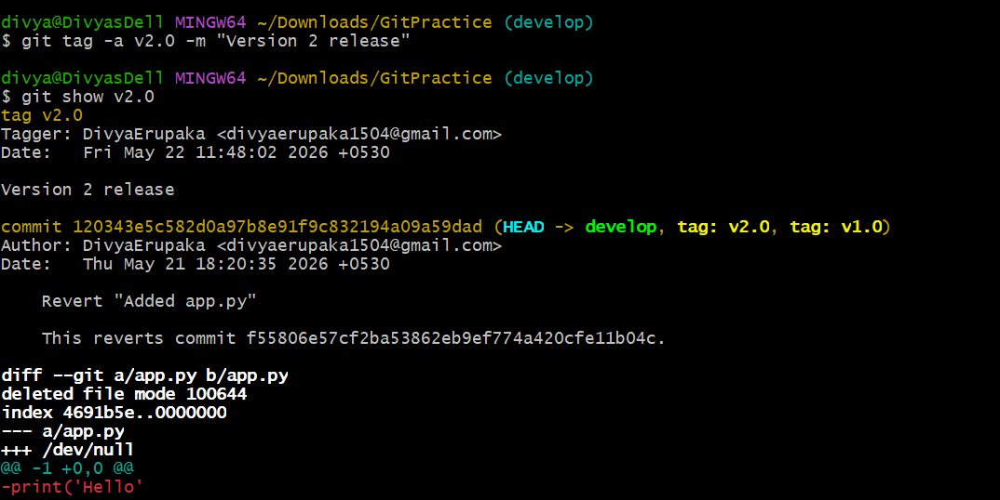 divya@DivyasDell MINGW64 ~/Downloads/GitPractice (develop)
$ git tag -a v2.0 -m "Version 2 release"
divya@DivyasDell MINGW64 ~/Downloads/GitPractice (develop)
$ git show v2.0
tag v2.0
Tagger: DivyaErupaka <divyaerupaka1504@gmail.com>
Date:   Fri May 22 11:48:02 2026 +0530
Version 2 release
commit 120343e5c582d0a97b8e91f9c832194a09a59dad (HEAD -> develop, tag: v2.0, tag: v1.0)
Author: DivyaErupaka <divyaerupaka1504@gmail.com>
Date:   Thu May 21 18:20:35 2026 +0530
    Revert "Added app.py"
    This reverts commit f55806e57cf2ba53862eb9ef774a420cfe11b04c.
diff --git a/app.py b/app.py
deleted file mode 100644
index 4691b5e..0000000
--- a/app.py
+++ /dev/null
@@ -1 +0,0 @@
-print('Hello'